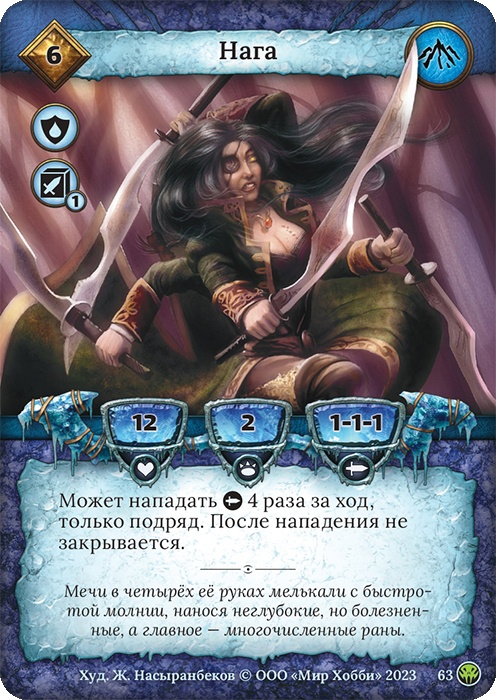 6
Нага
1
12
2
1-1-1
Может нападать 4 раза за ход,
только подряд. После нападения не
закрывается.
Мечи в четырёх её руках мелькали с быстро-
той молнии, нанося неглубокие, но болезнен-
ные, а главное — многочисленные раны.
Худ. Ж. Насыранбеков © ООО «Мир Хобби» 2023
63